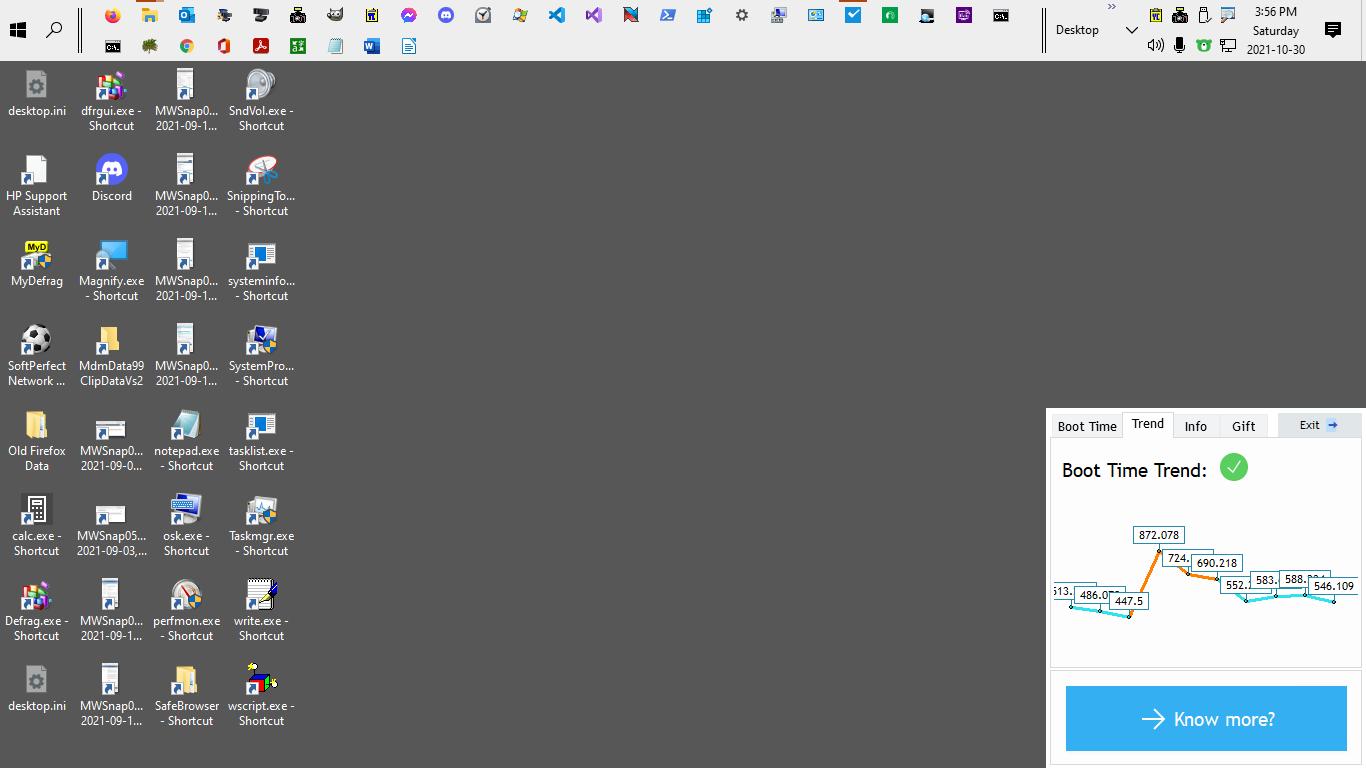 3:56 PM
Desktop
Saturday
2021-10-30
desktop.ini
dfrgui.exe -
Shortcut
MWSnap0...
2021-09-1...
SndVol.exe -
Shortcut
HP Support
Assistant
Discord
MWSnap0...
2021-09-1...
SnippingTo...
- Shortcut
MyDefrag
Magnify.exe
- Shortcut
MWSnap0...
2021-09-1...
systeminfo...
- Shortcut
SoftPerfect
Network ...
MdmData99
ClipDataVs2
MWSnap0...
2021-09-1...
SystemPro...
- Shortcut
Old Firefox
Data
MWSnap0...
2021-09-0...
notepad.exe
- Shortcut
tasklist.exe -
Shortcut
calc.exe -
Shortcut
MWSnap05...
2021-09-03,...
osk.exe -
Shortcut
Taskmgr.exe
- Shortcut
Defrag.exe -
Shortcut
MWSnap0...
2021-09-1...
perfmon.exe
- Shortcut
write.exe -
Shortcut
desktop.ini
MWSnap0...
2021-09-1...
SafeBrowser
- Shortcut
wscript.exe -
Shortcut
Boot Time Trend Info Gift Exit
Boot Time Trend:
872.078
724.
690.218
513.
486.0
447.5
552.
583.
588.
546.109
Know more?